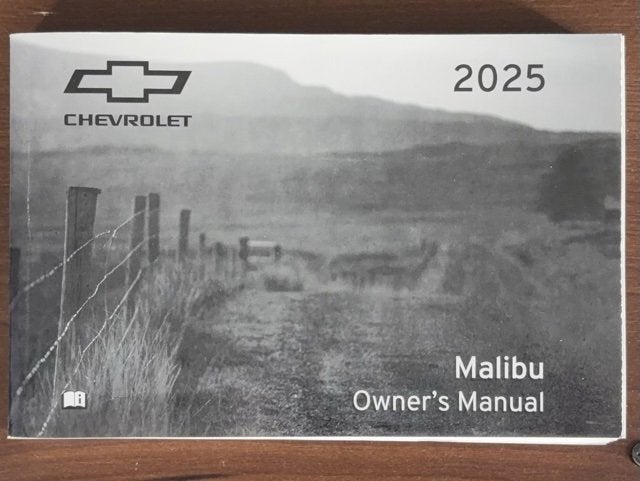 CHEVROLET
2025
Malibu
Owner's Manual